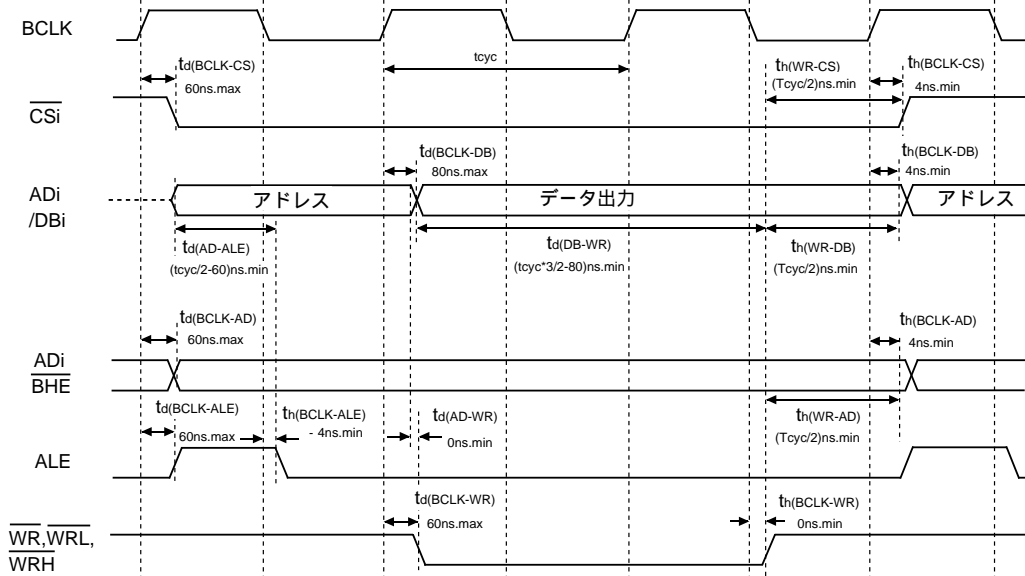 BCLK
td(BCLK-CS)
60ns.max
tcyc
th(WR-CS)
(Tcyc/2)ns.min
th(BCLK-CS)
4ns.min
CSi
td(BCLK-DB)
80ns.max
th(BCLK-DB)
4ns.min
ADi
/DBi
アドレス
データ出力
アドレス
td(AD-ALE)
(tcyc/2-60)ns.min
td(DB-WR)
(tcyc*3/2-80)ns.min
th(WR-DB)
(Tcyc/2)ns.min
td(BCLK-AD)
60ns.max
th(BCLK-AD)
4ns.min
ADi
BHE
td(BCLK-ALE)
60ns.max
th(BCLK-ALE)
- 4ns.min
td(AD-WR)
0ns.min
th(WR-AD)
(Tcyc/2)ns.min
ALE
td(BCLK-WR)
60ns.max
th(BCLK-WR)
0ns.min
WR,WRL,
WRH